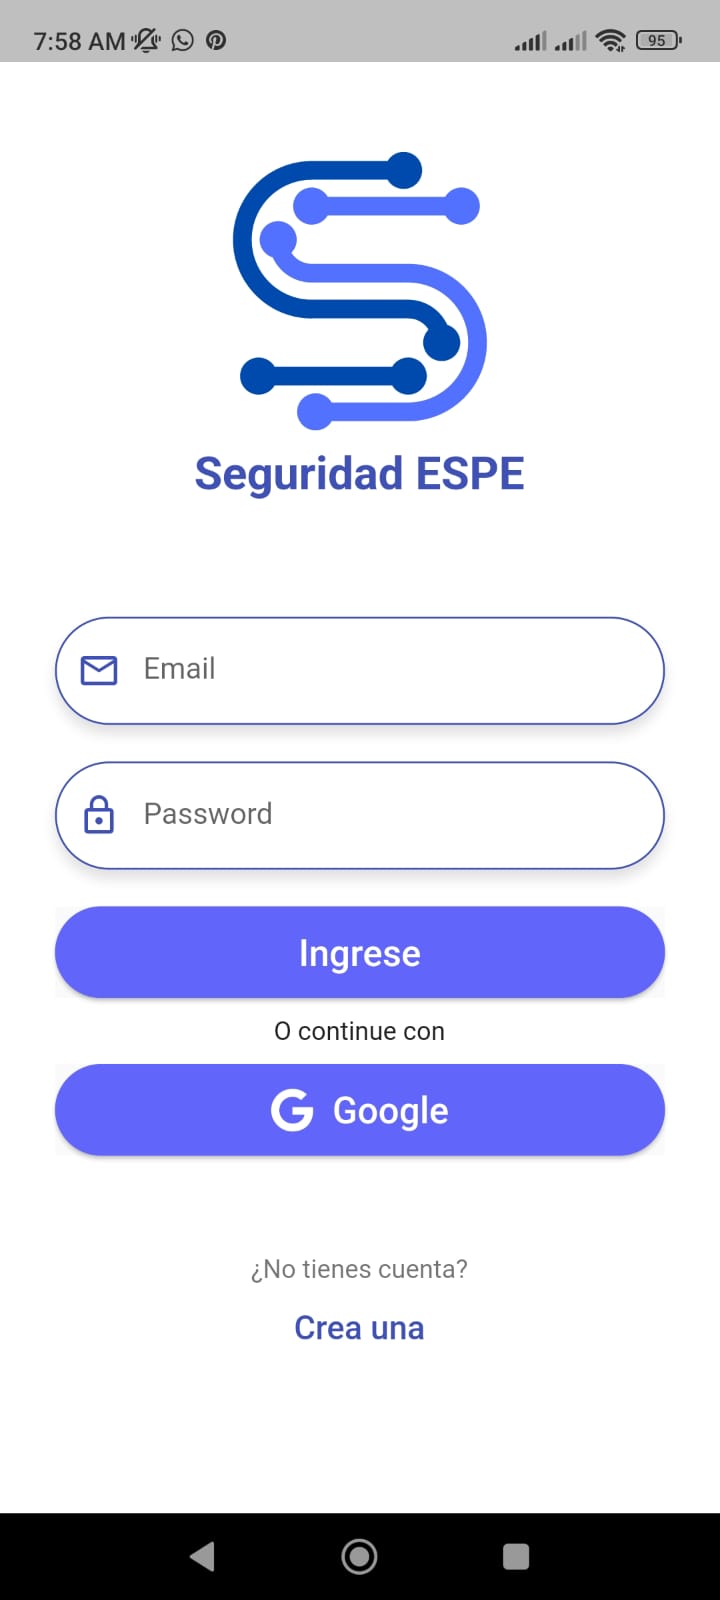 7:58 AM
95
Seguridad ESPE
Email
Password
Ingrese
O continue con
Google
¿No tienes cuenta?
Crea una